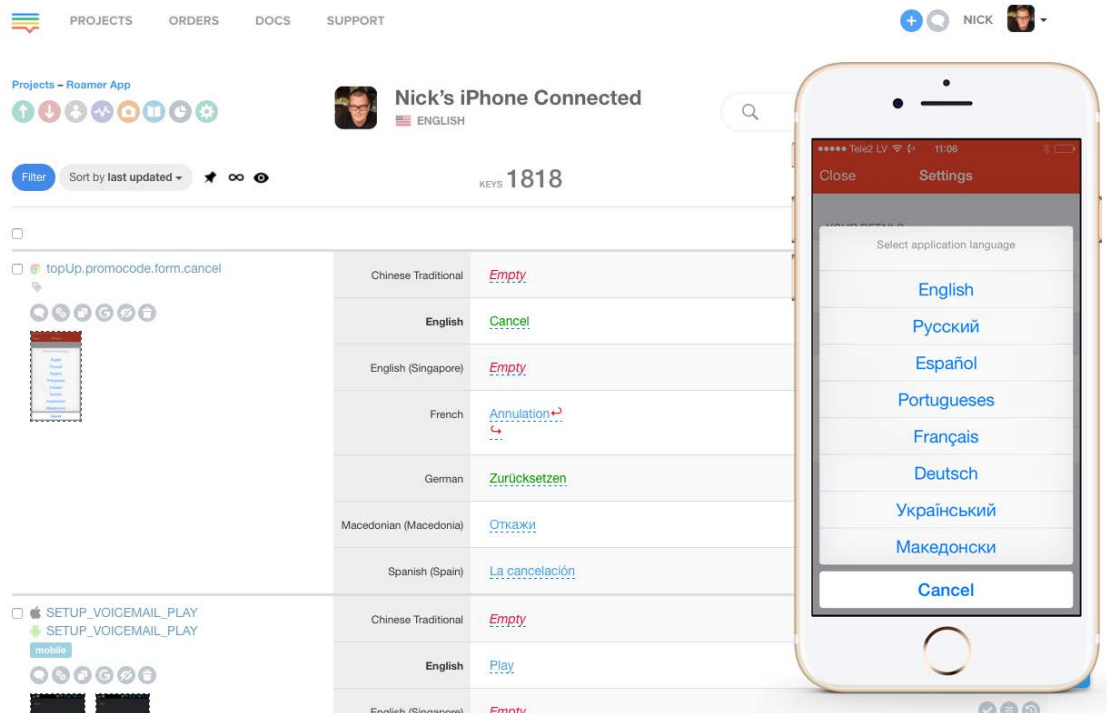 PROJECTS ORDERS DOCS SUPPORT NICK
Projects – Roamer App
Nick's iPhone Connected
ENGLISH
Filter Sort by last updated
KEYS 1818
topUp.promocode.form.cancel
Chinese Traditional Empty
English Cancel
English (Singapore) Empty
French Annulation
German Zurücksetzen
Macedonian (Macedonia) Откажи
Spanish (Spain) La cancelación
SETUP_VOICEMAIL_PLAY
SETUP_VOICEMAIL_PLAY
mobile
Chinese Traditional Empty
English Play
English (Singapore) Empty
Tele2 LV 11:06
Close Settings
YOUR DETAILS
Select application language
English
Русский
Español
Portugueses
Français
Deutsch
Український
Македонски
Cancel